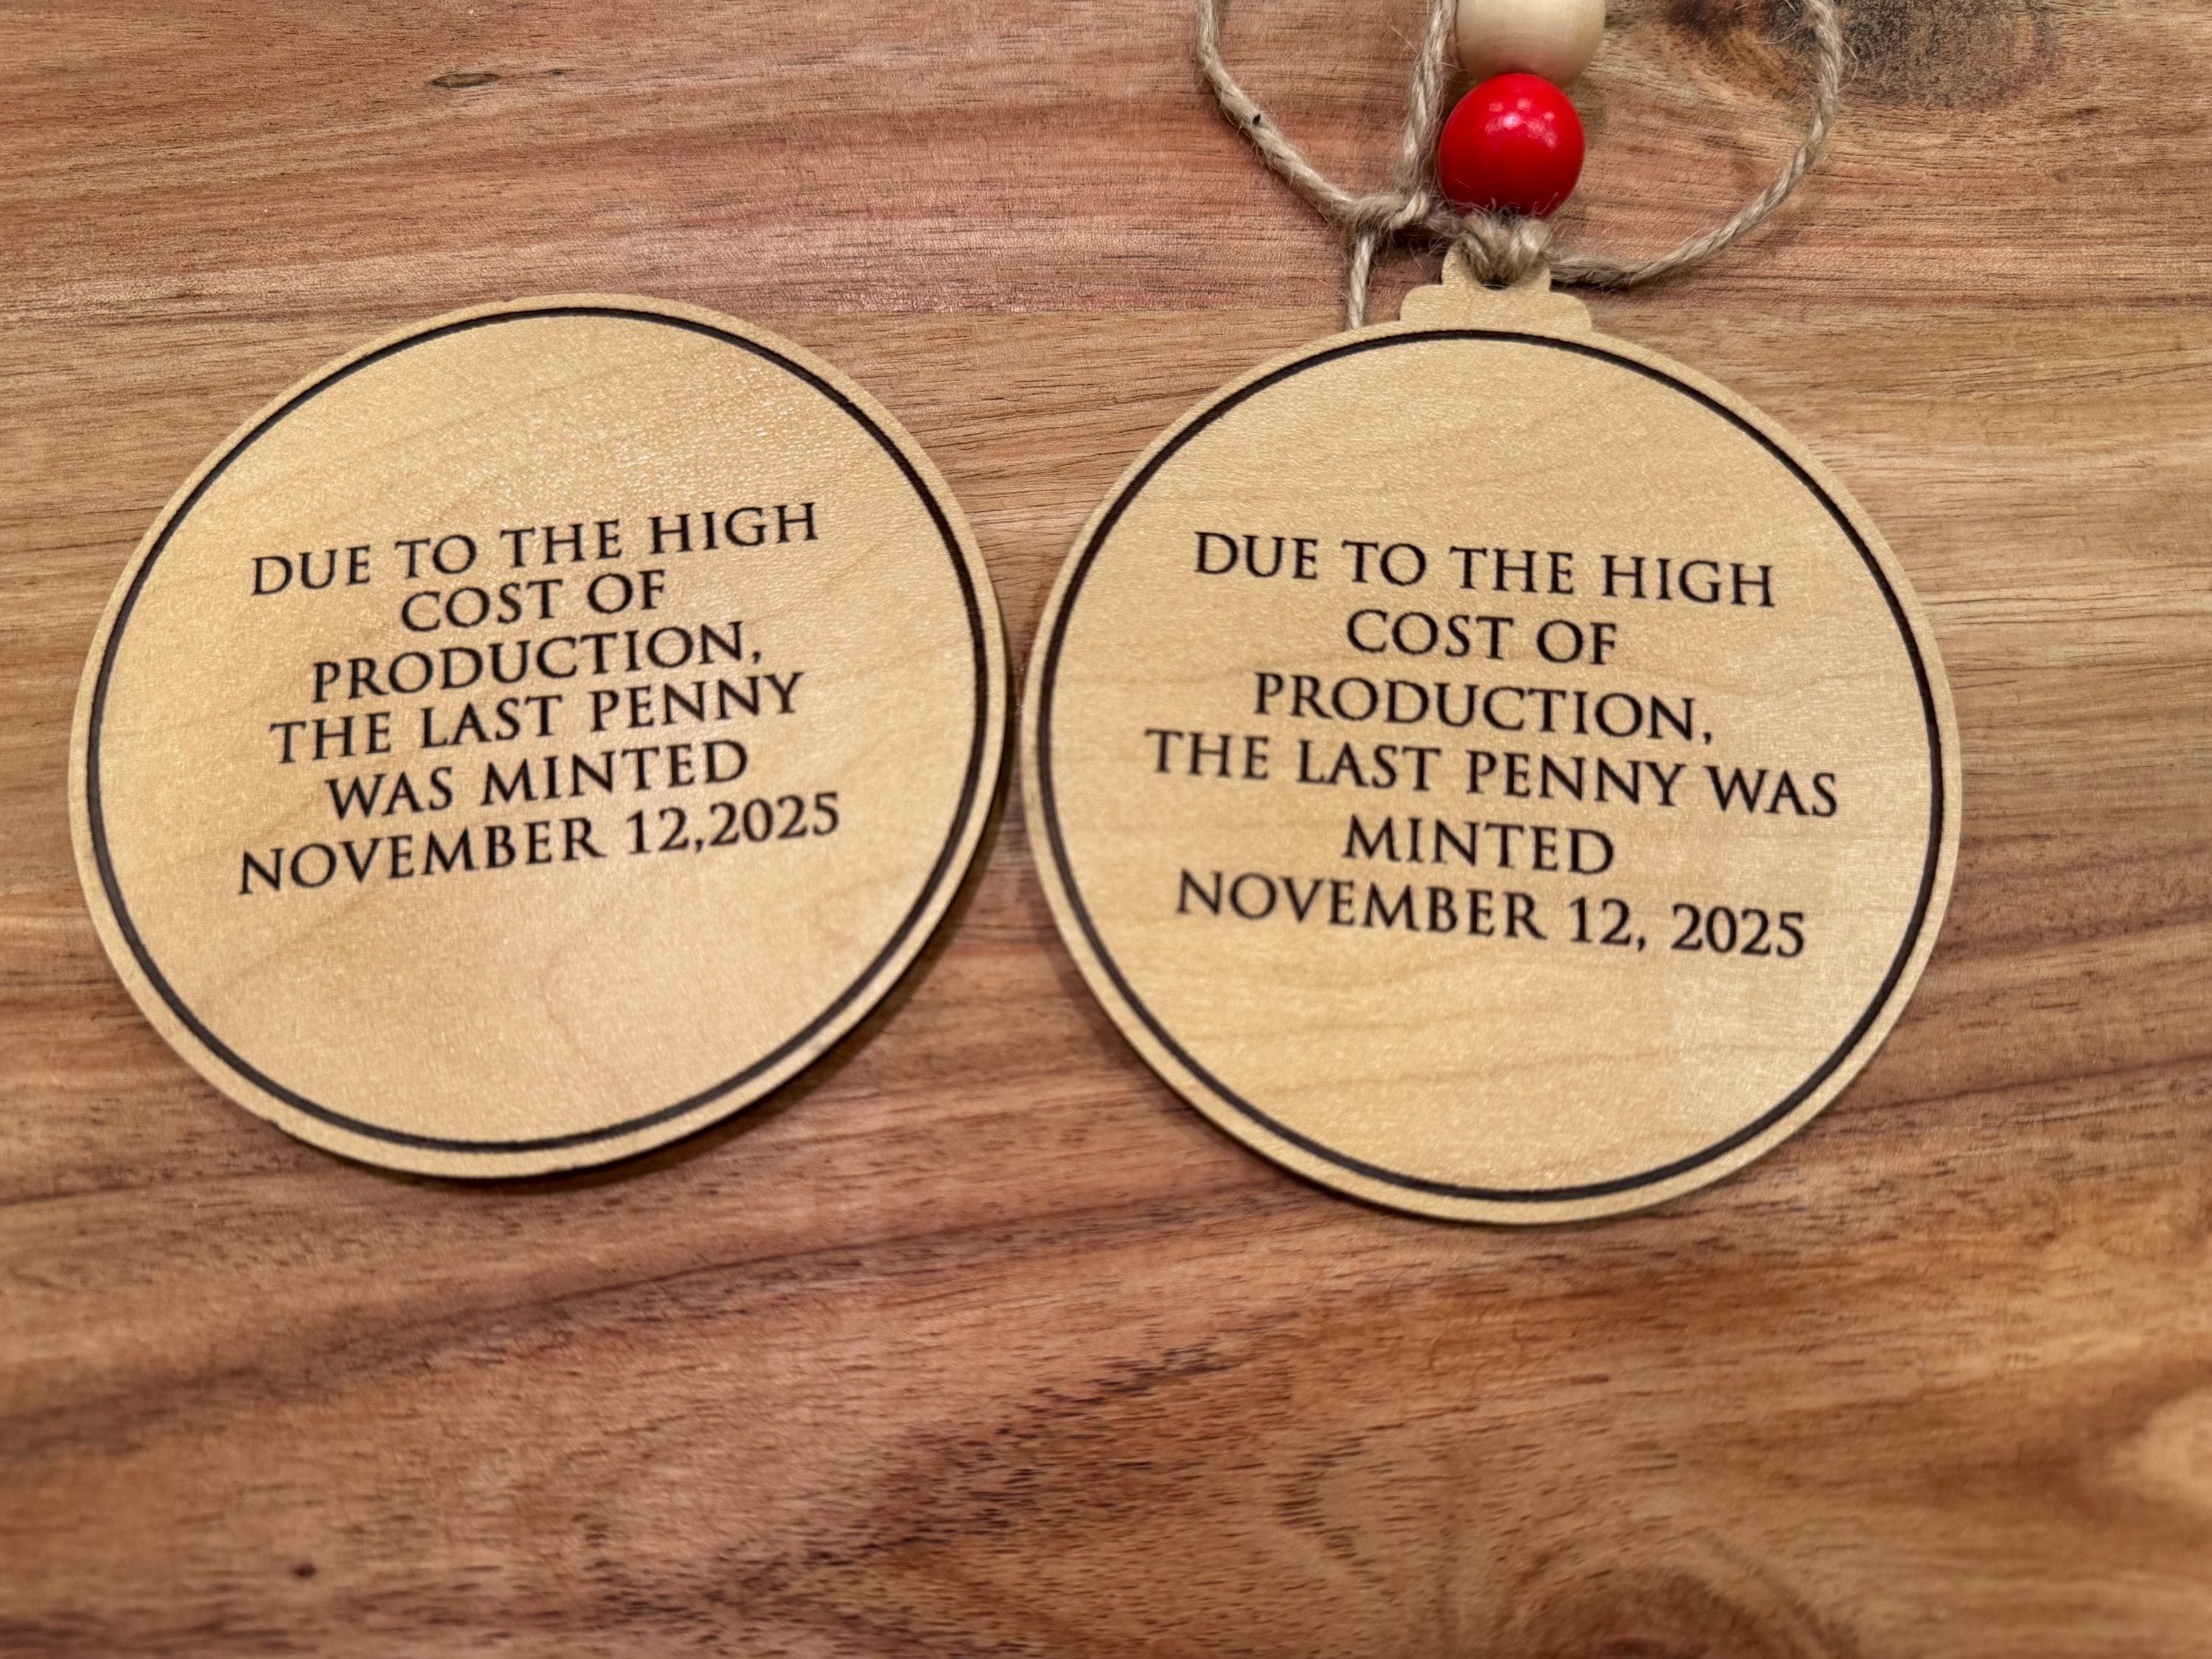 DUE TO THE HIGH
COST OF
PRODUCTION,
THE LAST PENNY
WAS MINTED
NOVEMBER 12,2025
DUE TO THE HIGH
COST OF
PRODUCTION,
THE LAST PENNY WAS
MINTED
NOVEMBER 12, 2025